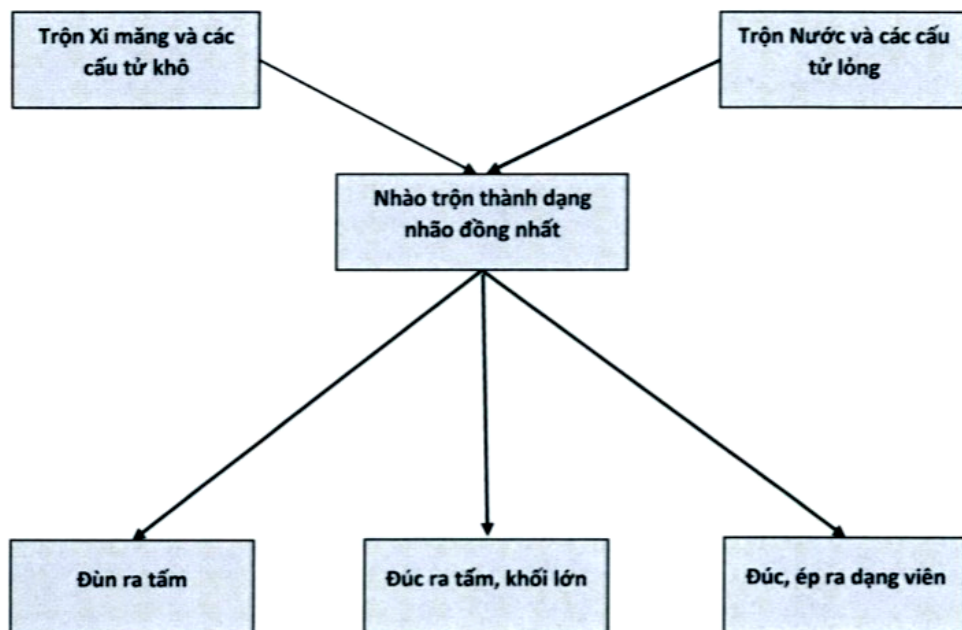 Trộn Xi măng và các
cấu tử khô
Trộn Nước và các cấu
tử lỏng
Nhào trộn thành dạng
nhão đồng nhất
Đùn ra tấm
Đúc ra tấm, khối lớn
Đúc, ép ra dạng viên